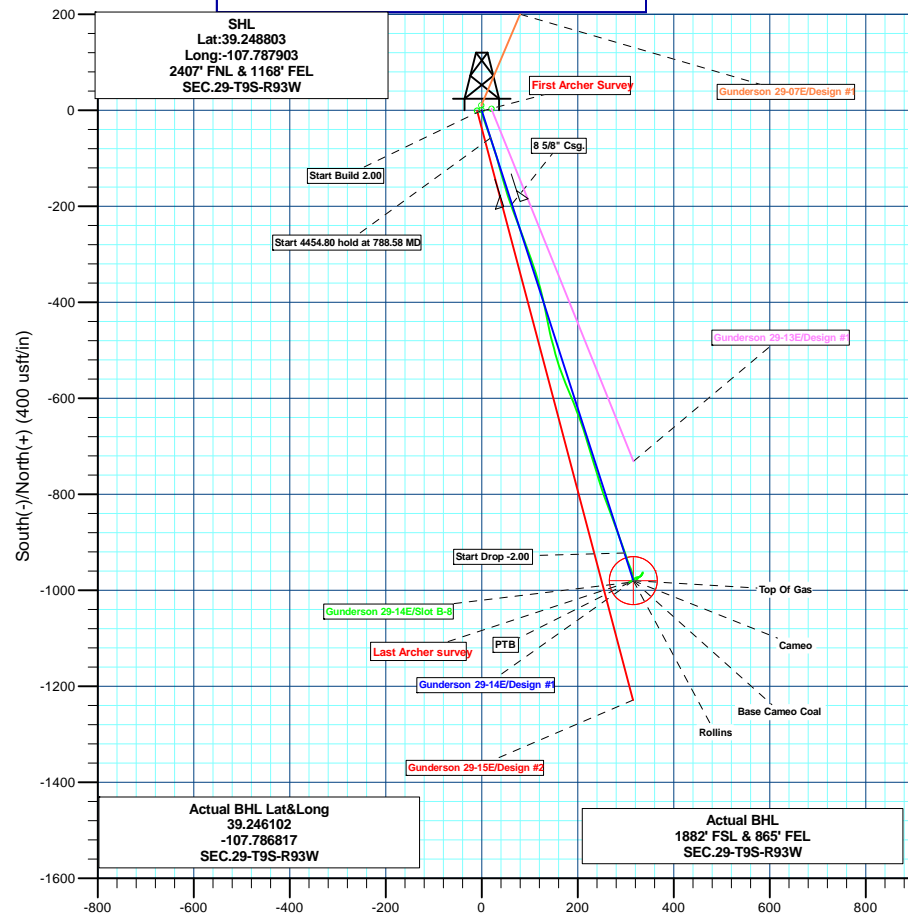 SHL
Lat:39.248803
Long:-107.787903
2407' FNL & 1168' FEL
SEC.29-T9S-R93W
First Archer Survey
Gunderson 29-07E/Design #1
8 5/8" Csg.
Start Build 2.00
Start 4454.80 hold at 788.58 MD
Gunderson 29-13E/Design #1
South(-)/North(+) (400 usft/in)
Start Drop -2.00
Top Of Gas
Gunderson 29-14E/Slot B-8
Last Archer survey
PTB
Cameo
Gunderson 29-14E/Design #1
Base Cameo Coal
Rollins
Gunderson 29-15E/Design #2
Actual BHL Lat&Long
39.246102
-107.786817
SEC.29-T9S-R93W
Actual BHL
1882' FSL & 865' FEL
SEC.29-T9S-R93W
200
0
-200
-400
-600
-800
-1000
-1200
-1400
-1600
-800 -600 -400 -200 0 200 400 600 800